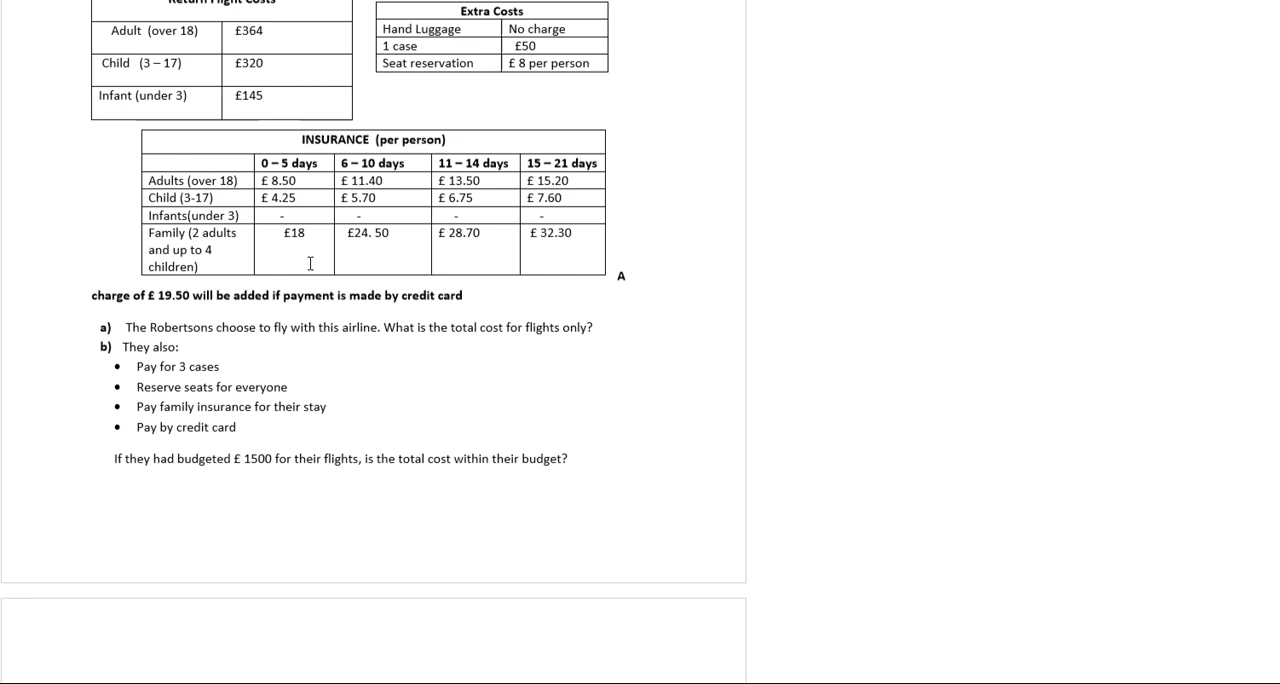 Return Flight Costs
Adult (over 18) £364
Child (3 – 17) £320
Infant (under 3) £145
Extra Costs
Hand Luggage No charge
1 case £50
Seat reservation £ 8 per person
INSURANCE (per person)
0 – 5 days 6 – 10 days 11 – 14 days 15 – 21 days
Adults (over 18) £ 8.50 £ 11.40 £ 13.50 £ 15.20
Child (3-17) £ 4.25 £ 5.70 £ 6.75 £ 7.60
Infants(under 3) - - - -
Family (2 adults £18 £24. 50 £ 28.70 £ 32.30
and up to 4
children)
A
charge of £ 19.50 will be added if payment is made by credit card
a) The Robertsons choose to fly with this airline. What is the total cost for flights only?
b) They also:
• Pay for 3 cases
• Reserve seats for everyone
• Pay family insurance for their stay
• Pay by credit card
If they had budgeted £ 1500 for their flights, is the total cost within their budget?